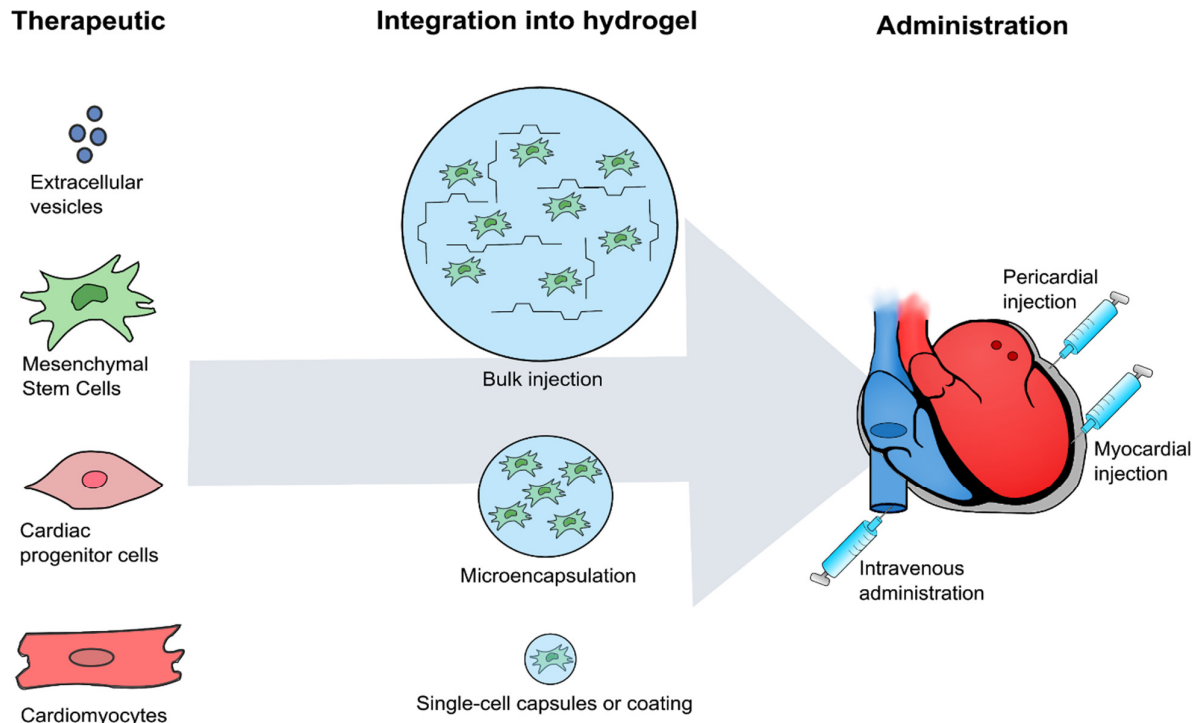 Therapeutic
Integration into hydrogel
Administration
Extracellular
vesicles
Mesenchymal
Stem Cells
Cardiac
progenitor cells
Cardiomyocytes
Bulk injection
Microencapsulation
Single-cell capsules or coating
Pericardial
injection
Myocardial
injection
Intravenous
administration